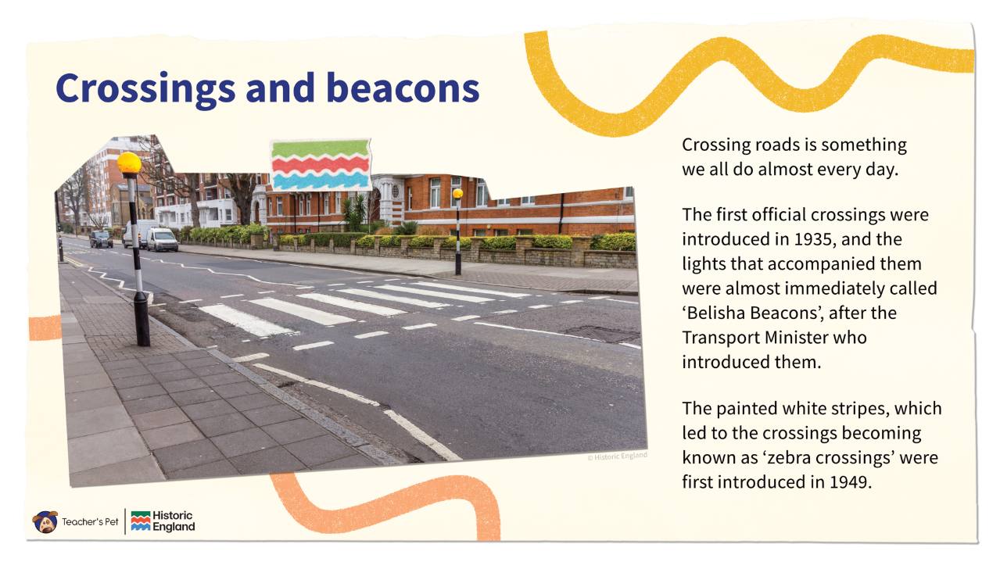 Crossings and beacons
Crossing roads is something
we all do almost every day.
The first official crossings were
introduced in 1935, and the
lights that accompanied them
were almost immediately called
‘Belisha Beacons’, after the
Transport Minister who
introduced them.
The painted white stripes, which
led to the crossings becoming
known as ‘zebra crossings’ were
first introduced in 1949.
© Historic England
Teacher's Pet
Historic
England